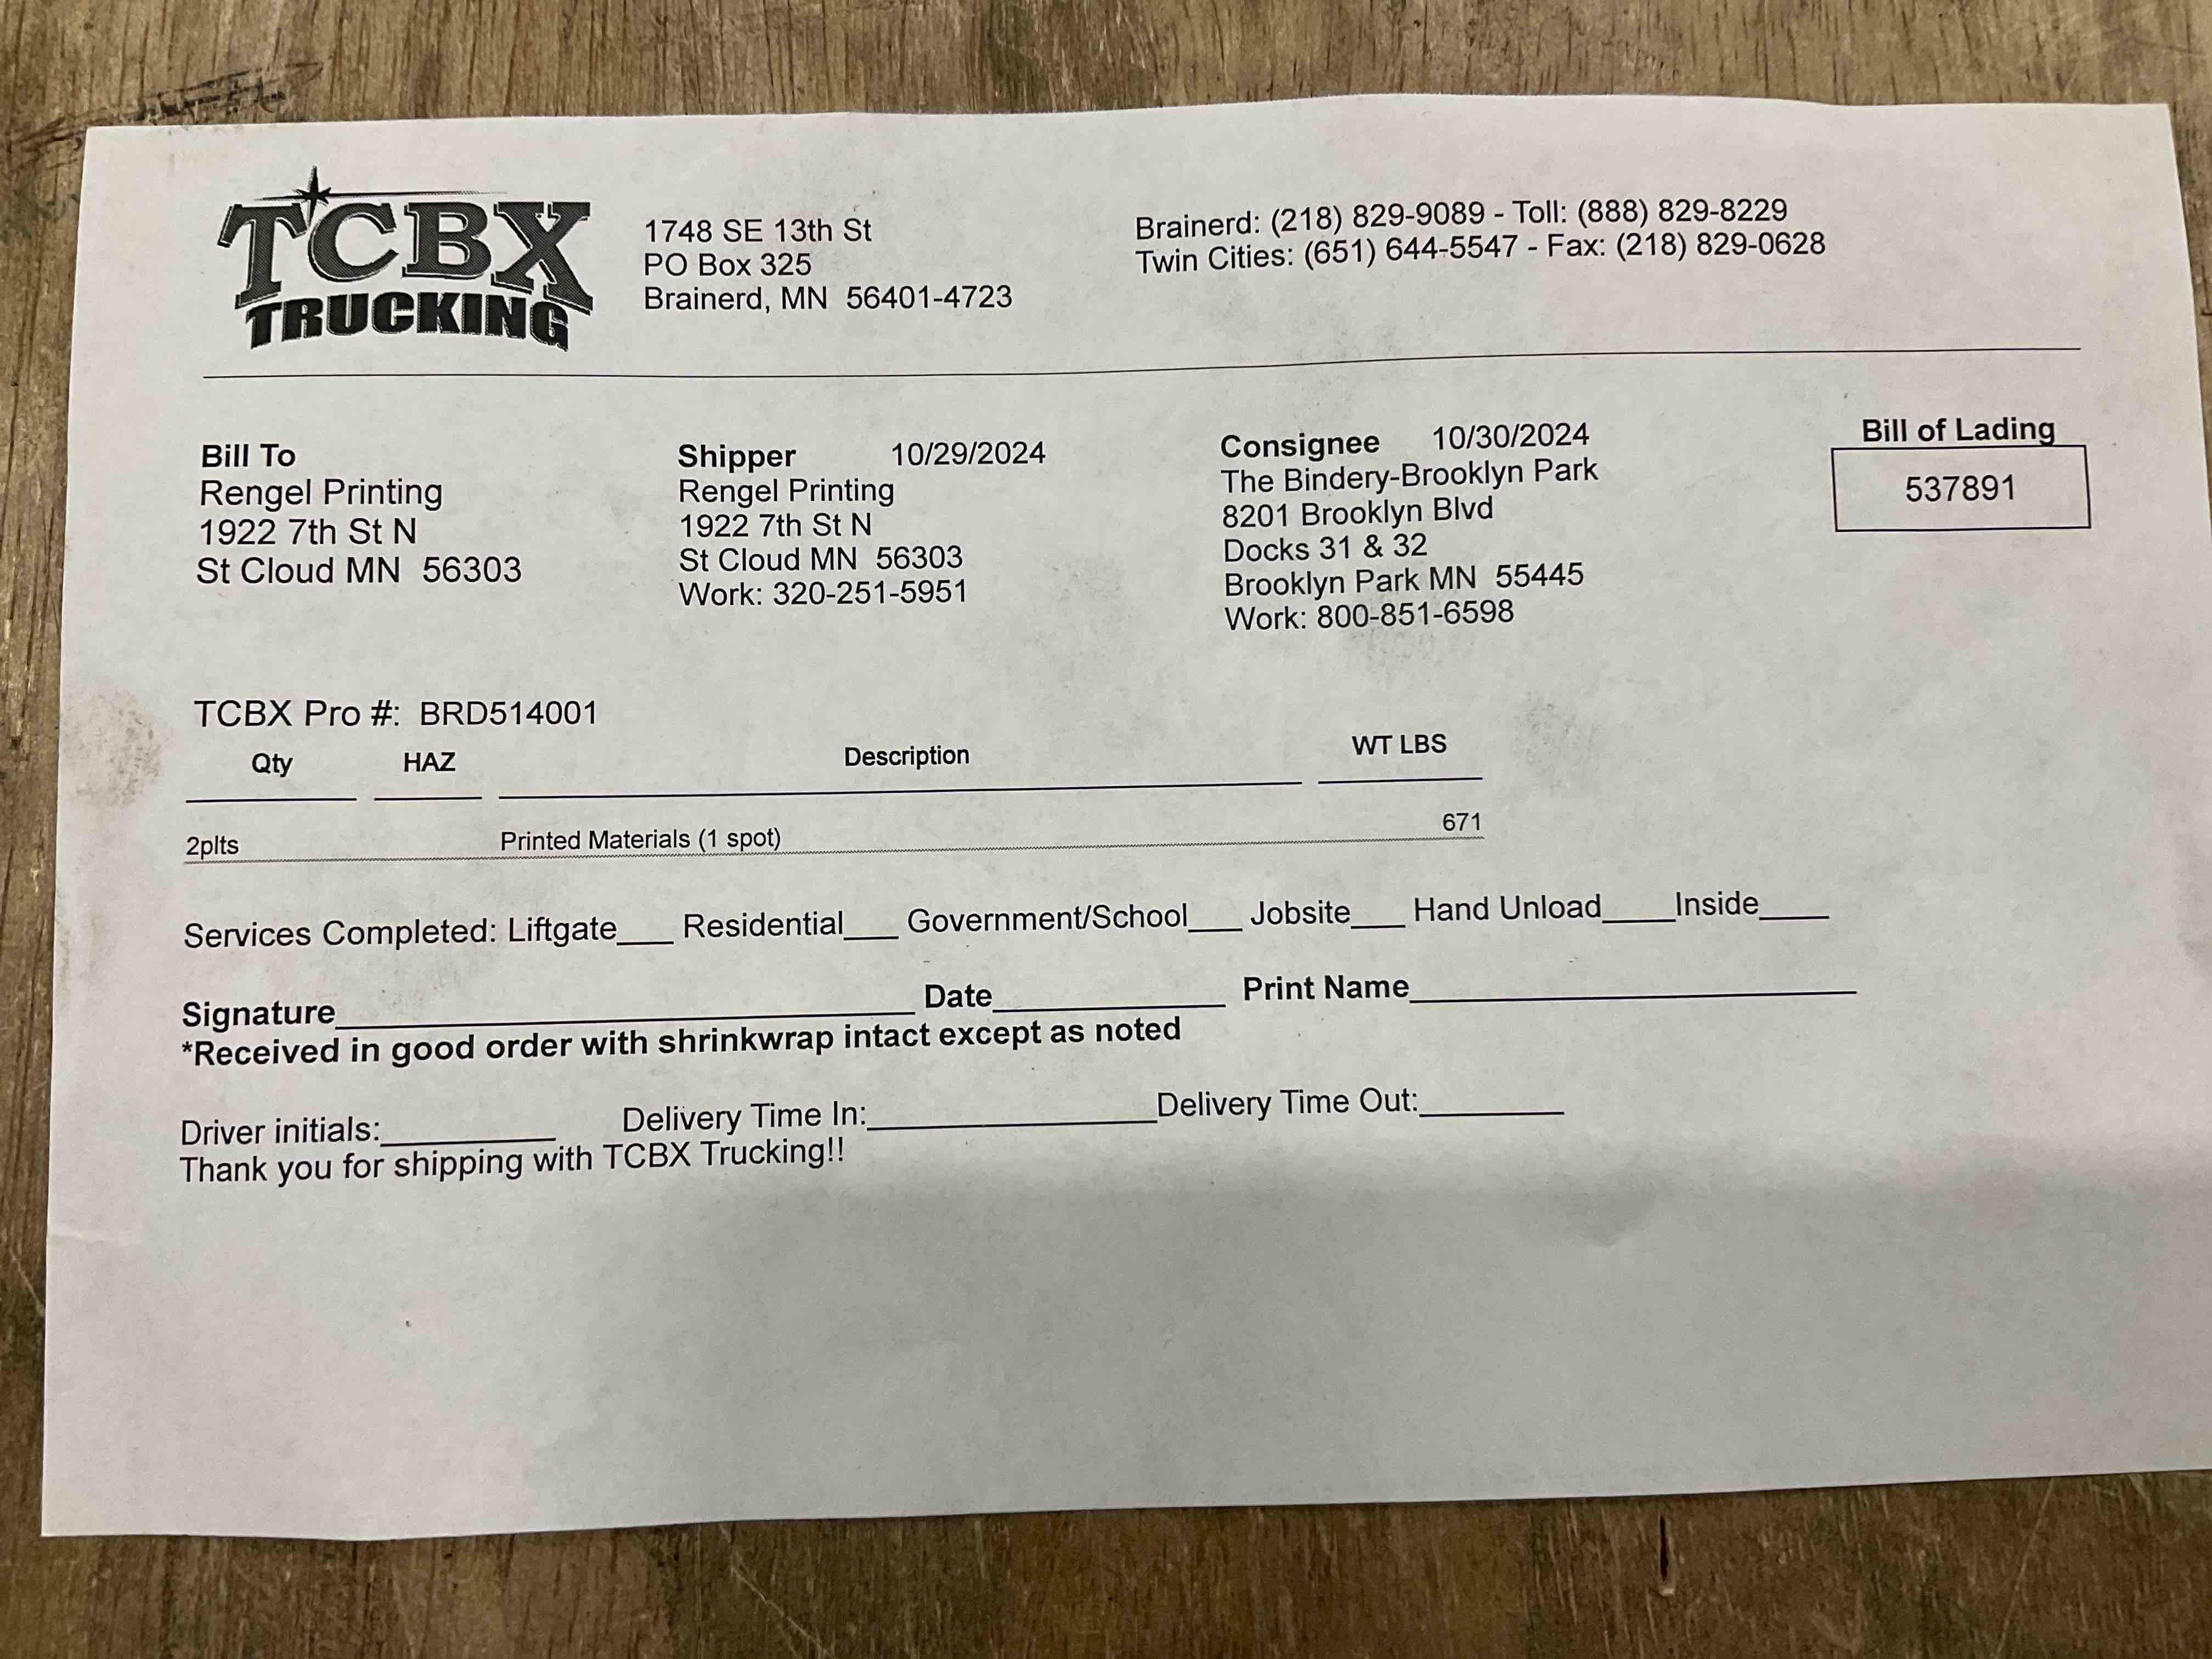 TCBX
TRUCKING
1748 SE 13th St
PO Box 325
Brainerd, MN 56401-4723
Brainerd: (218) 829-9089 - Toll: (888) 829-8229
Twin Cities: (651) 644-5547 - Fax: (218) 829-0628
Bill To
Rengel Printing
1922 7th St N
St Cloud MN 56303
Shipper 10/29/2024
Rengel Printing
1922 7th St N
St Cloud MN 56303
Work: 320-251-5951
Consignee 10/30/2024
The Bindery-Brooklyn Park
8201 Brooklyn Blvd
Docks 31 & 32
Brooklyn Park MN 55445
Work: 800-851-6598
Bill of Lading
537891
TCBX Pro #: BRD514001
Qty HAZ Description WT LBS
2plts Printed Materials (1 spot) 671
Services Completed: Liftgate___ Residential___ Government/School___ Jobsite___ Hand Unload____Inside____
Signature__________ Date__________ Print Name__________
*Received in good order with shrinkwrap intact except as noted
Driver initials:__________ Delivery Time In:__________Delivery Time Out:________
Thank you for shipping with TCBX Trucking!!